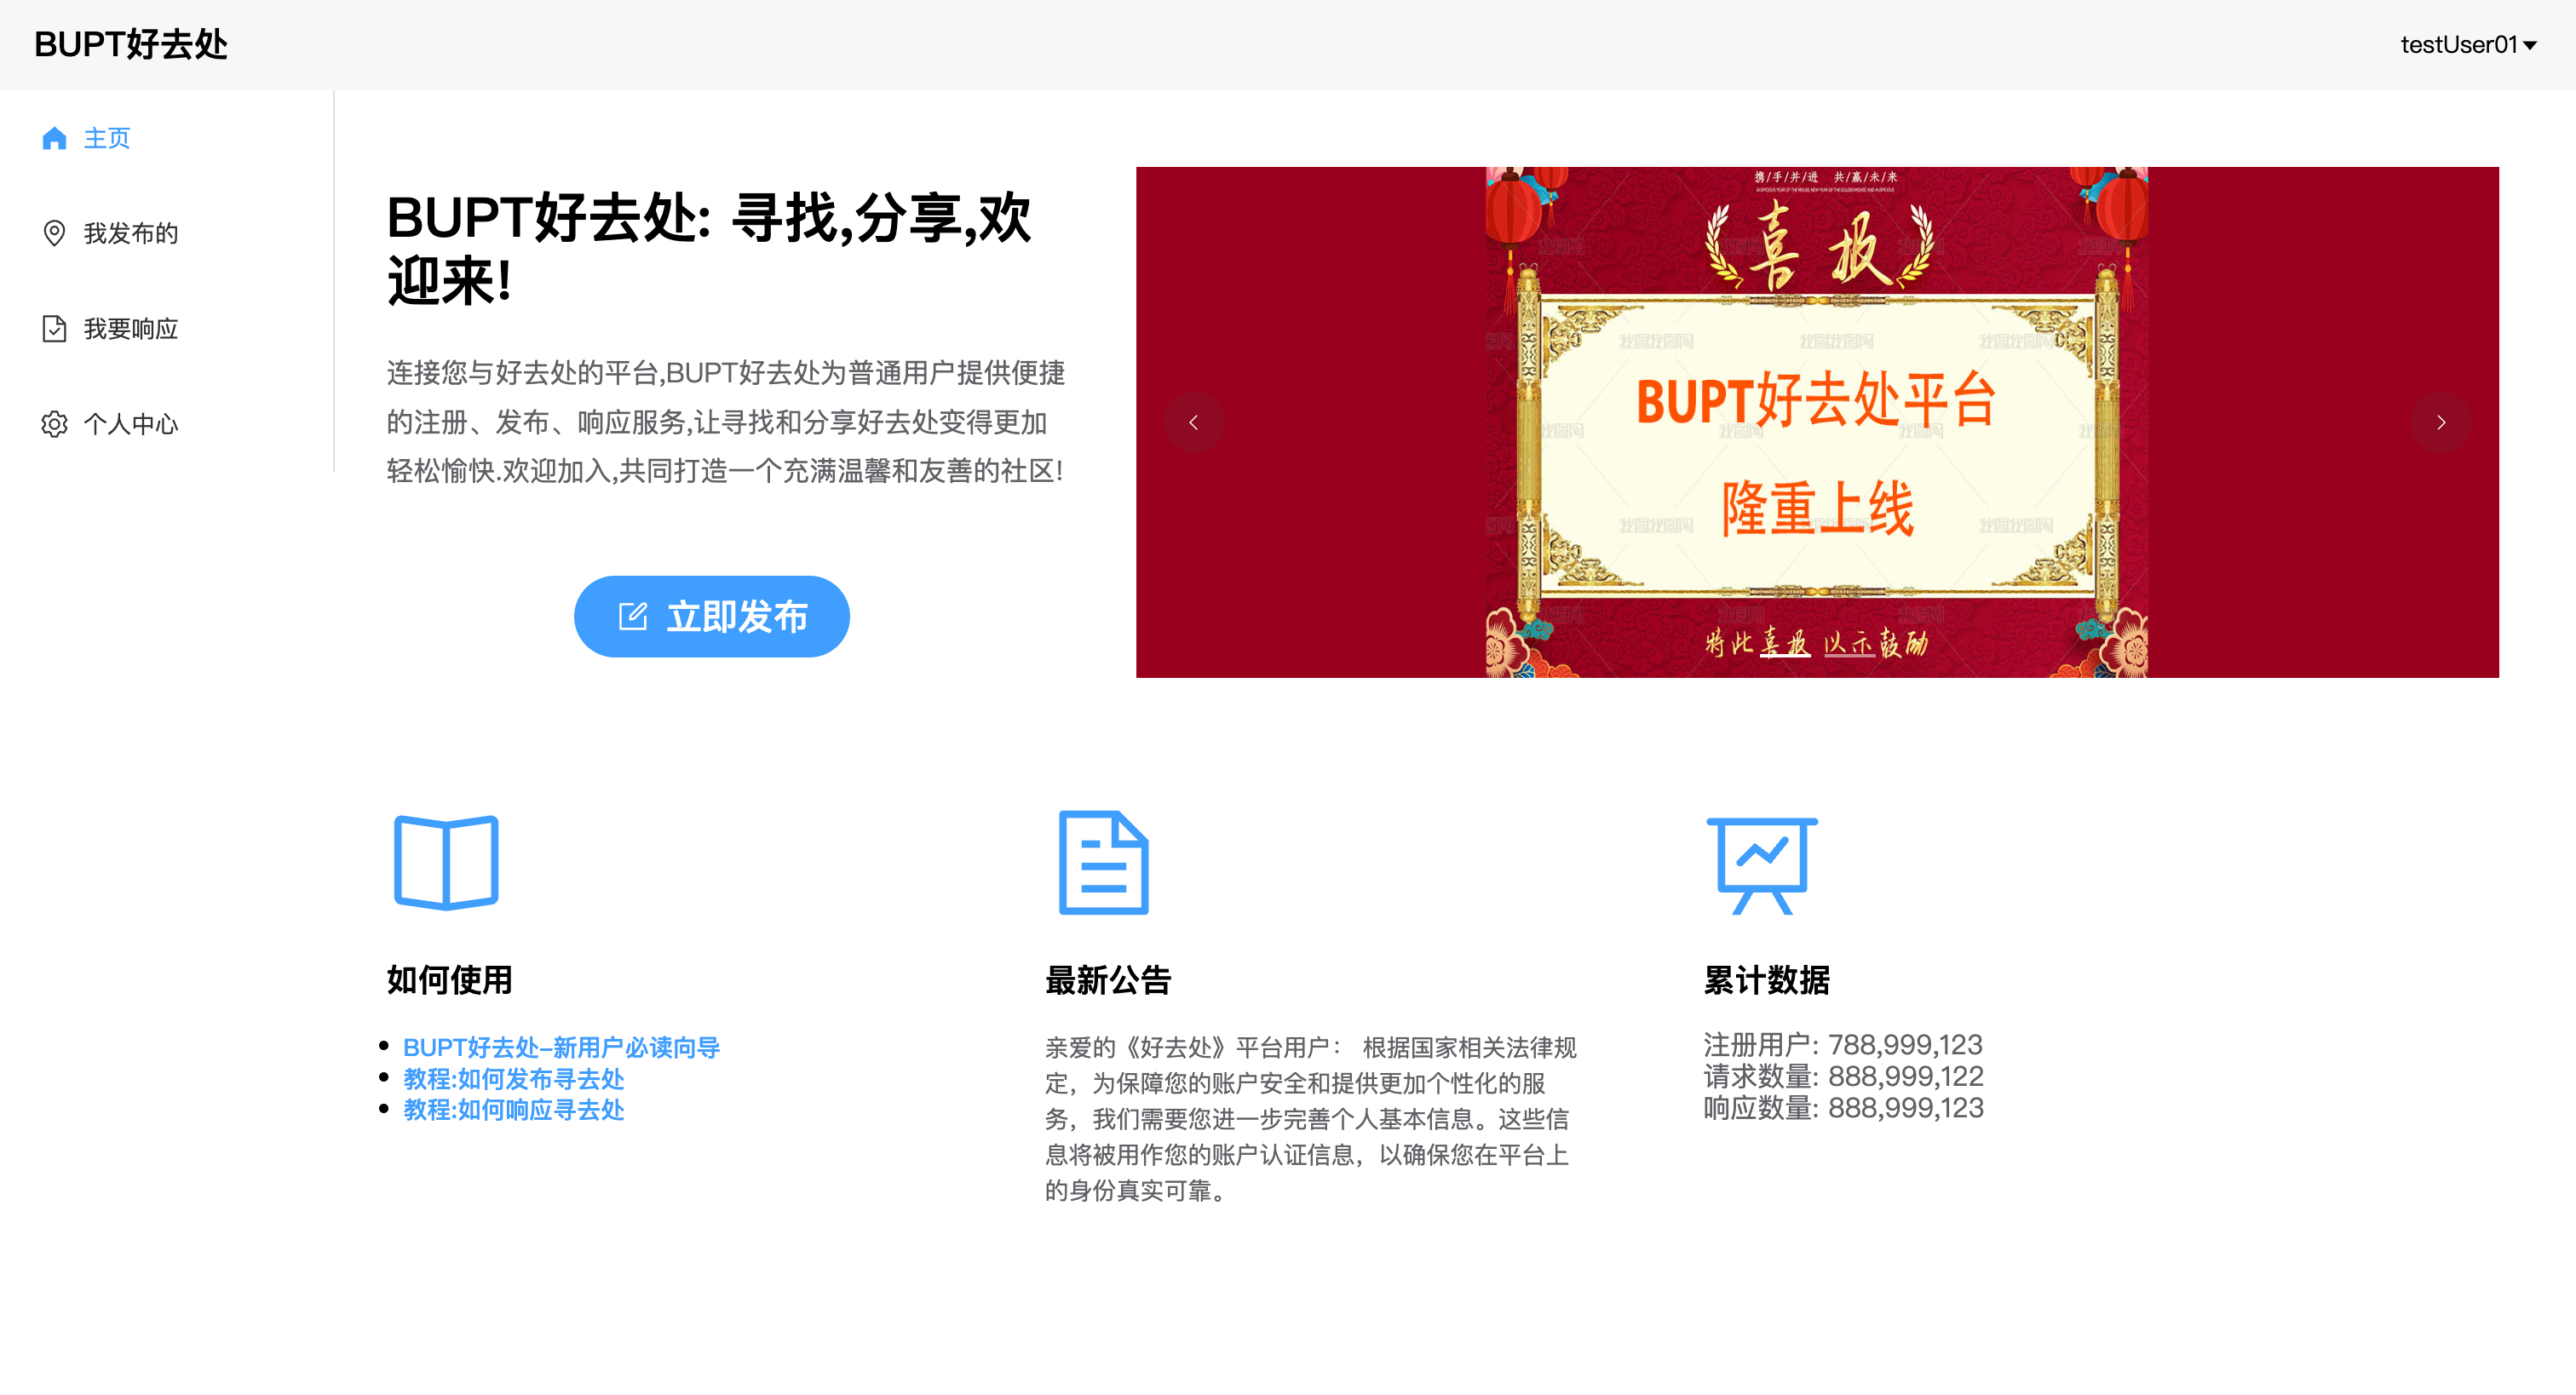 BUPT好去处
testUser01
主页
我发布的
我要响应
个人中心
BUPT好去处: 寻找,分享,欢
迎来!
连接您与好去处的平台,BUPT好去处为普通用户提供便捷
的注册、发布、响应服务,让寻找和分享好去处变得更加
轻松愉快.欢迎加入,共同打造一个充满温馨和友善的社区!
立即发布
携/手/并/进 共/赢/未/来
喜报
BUPT好去处平台
隆重上线
特此喜报 以示鼓励
如何使用
BUPT好去处-新用户必读向导
教程:如何发布寻去处
教程:如何响应寻去处
最新公告
亲爱的《好去处》平台用户： 根据国家相关法律规
定，为保障您的账户安全和提供更加个性化的服
务，我们需要您进一步完善个人基本信息。这些信
息将被用作您的账户认证信息，以确保您在平台上
的身份真实可靠。
累计数据
注册用户: 788,999,123
请求数量: 888,999,122
响应数量: 888,999,123